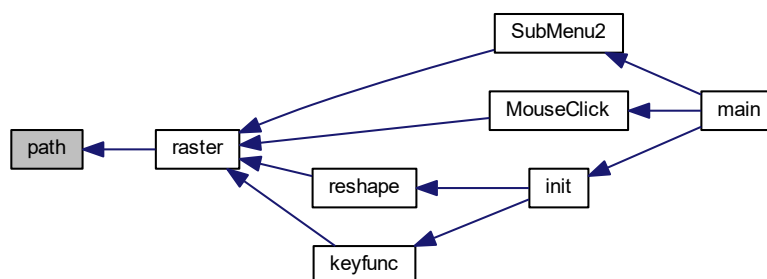 SubMenu2
MouseClick
main
path
raster
reshape
init
keyfunc